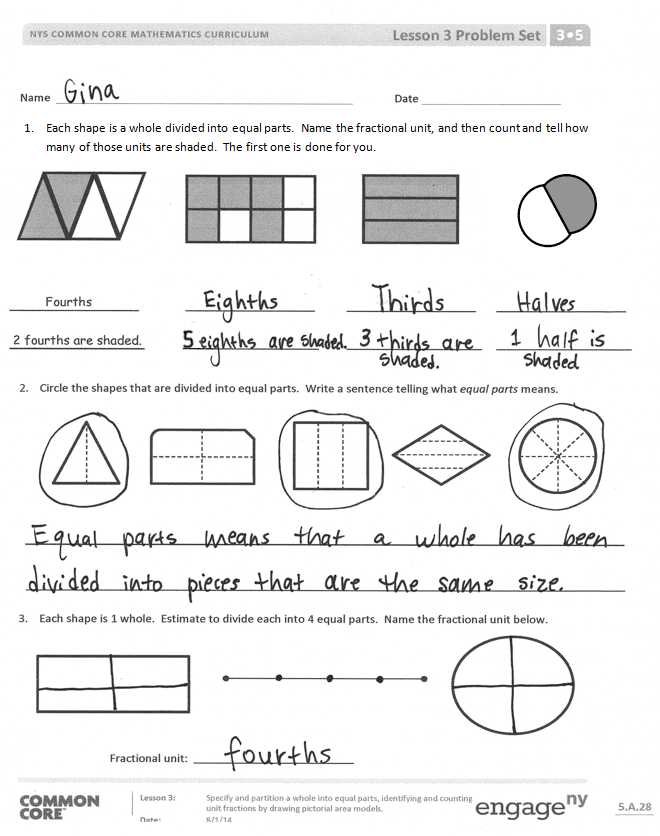 NYS COMMON CORE MATHEMATICS CURRICULUM Lesson 3 Problem Set 3•5
Name Gina Date
1. Each shape is a whole divided into equal parts. Name the fractional unit, and then count and tell how
many of those units are shaded. The first one is done for you.
Fourths Eighths Thirds Halves
2 fourths are shaded. 5 eighths are shaded. 3 thirds are 1 half is
shaded. shaded
2. Circle the shapes that are divided into equal parts. Write a sentence telling what equal parts means.
Equal parts means that a whole has been
divided into pieces that are the same size.
3. Each shape is 1 whole. Estimate to divide each into 4 equal parts. Name the fractional unit below.
Fractional unit: fourths
COMMON CORE™ Lesson 3: Specify and partition a whole into equal parts, identifying and counting engage ny 5.A.28
unit fractions by drawing pictorial area models.
Date: 8/1/14